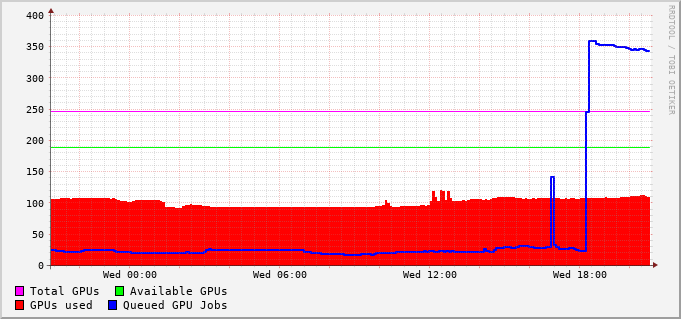 400
350
300
250
200
150
100
50
0
Wed 00:00 Wed 06:00 Wed 12:00 Wed 18:00
Total GPUs Available GPUs
GPUs used Queued GPU Jobs
RRDTOOL / TOBI OETIKER